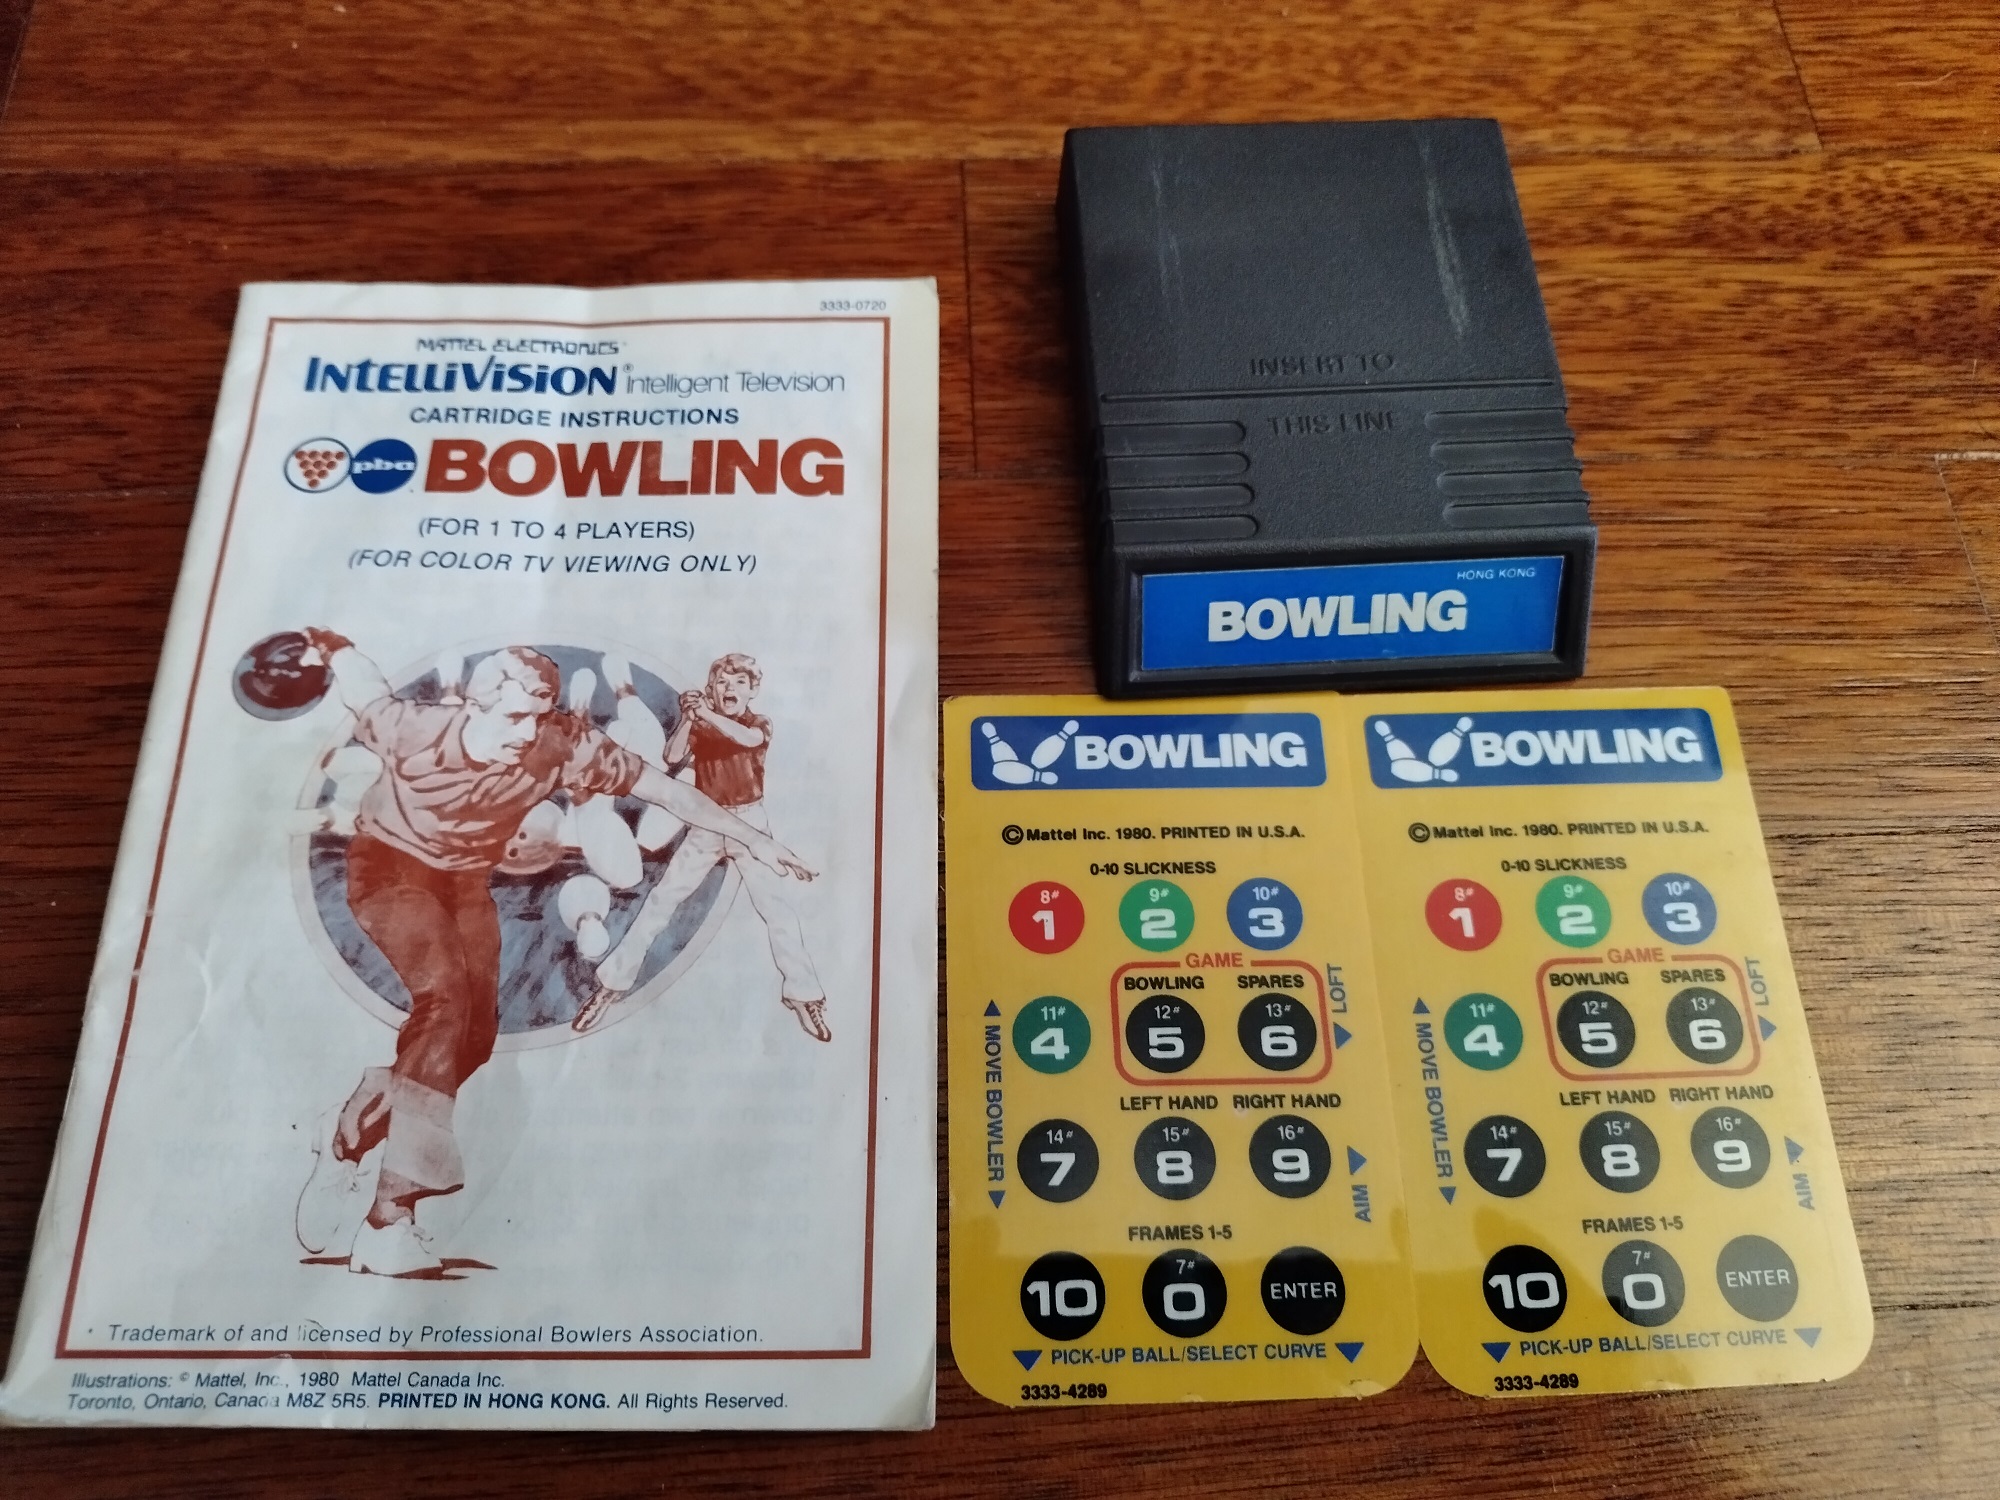 3333-0720
MATTEL ELECTRONICS
INTELLIVISION® Intelligent Television
CARTRIDGE INSTRUCTIONS
pba BOWLING
(FOR 1 TO 4 PLAYERS)
(FOR COLOR TV VIEWING ONLY)
* Trademark of and licensed by Professional Bowlers Association.
Illustrations: © Mattel, Inc., 1980 Mattel Canada Inc.
Toronto, Ontario, Canada M8Z 5R5. PRINTED IN HONG KONG. All Rights Reserved.
INSERT TO
THIS LINE
HONG KONG
BOWLING
BOWLING
© Mattel Inc. 1980. PRINTED IN U.S.A.
0-10 SLICKNESS
8# 9# 10#
1 2 3
GAME
BOWLING SPARES
LOFT
11# 12# 13#
4 5 6
MOVE BOWLER
LEFT HAND RIGHT HAND
14# 15# 16#
7 8 9
AIM
FRAMES 1-5
7#
10 0 ENTER
PICK-UP BALL/SELECT CURVE
3333-4289
BOWLING
© Mattel Inc. 1980. PRINTED IN U.S.A.
0-10 SLICKNESS
8# 9# 10#
1 2 3
GAME
BOWLING SPARES
LOFT
11# 12# 13#
4 5 6
MOVE BOWLER
LEFT HAND RIGHT HAND
14# 15# 16#
7 8 9
AIM
FRAMES 1-5
7#
10 0 ENTER
PICK-UP BALL/SELECT CURVE
3333-4289